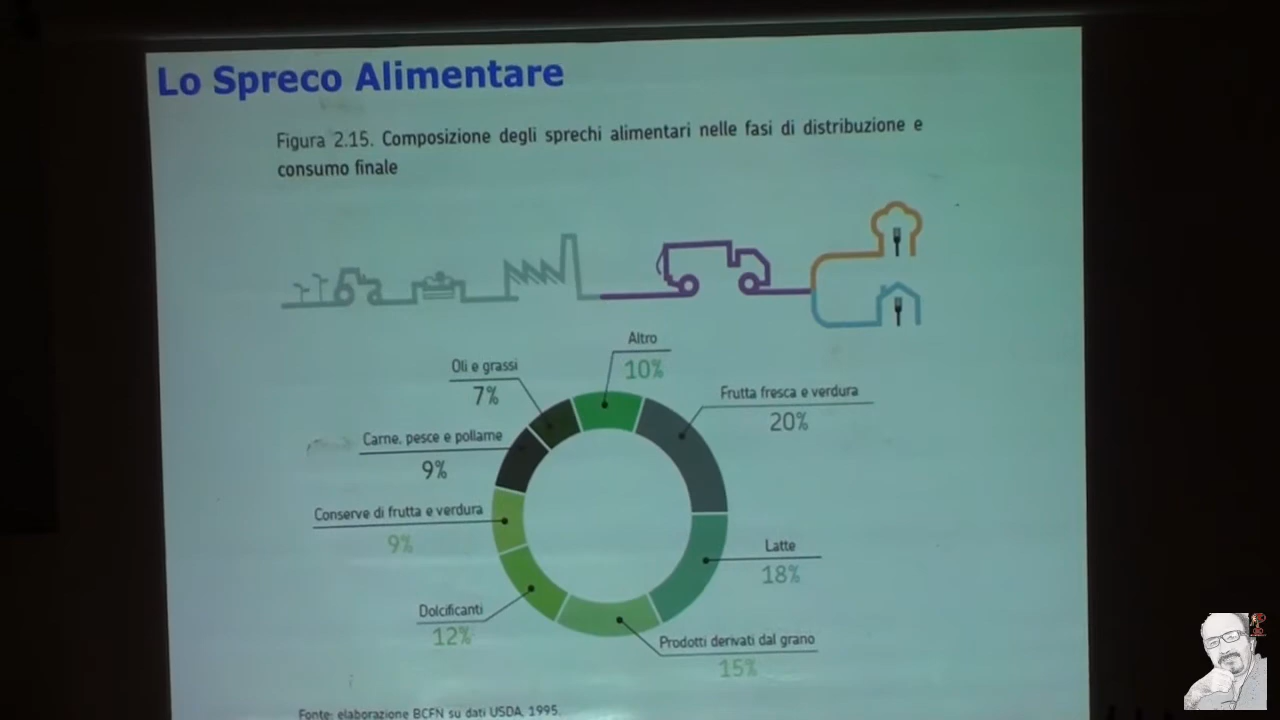 Lo Spreco Alimentare
Figura 2.15. Composizione degli sprechi alimentari nelle fasi di distribuzione e
consumo finale
Altro
10%
Oli e grassi
7%
Frutta fresca e verdura
20%
Carne, pesce e pollame
9%
Conserve di frutta e verdura
9%
Latte
18%
Dolcificanti
12%
Prodotti derivati dal grano
15%
Fonte: elaborazione BCFN su dati USDA, 1995.